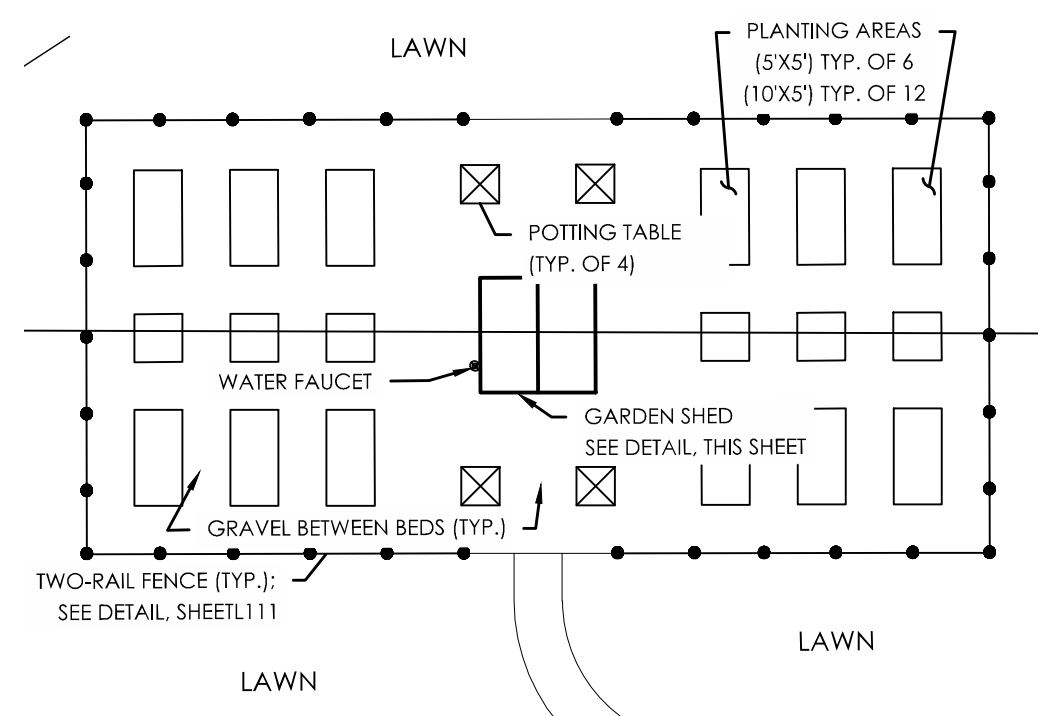 LAWN
PLANTING AREAS
(5'X5') TYP. OF 6
(10'X5') TYP. OF 12
POTTING TABLE
(TYP. OF 4)
WATER FAUCET
GARDEN SHED
SEE DETAIL, THIS SHEET
GRAVEL BETWEEN BEDS (TYP.)
TWO-RAIL FENCE (TYP.);
SEE DETAIL, SHEETL111
LAWN
LAWN